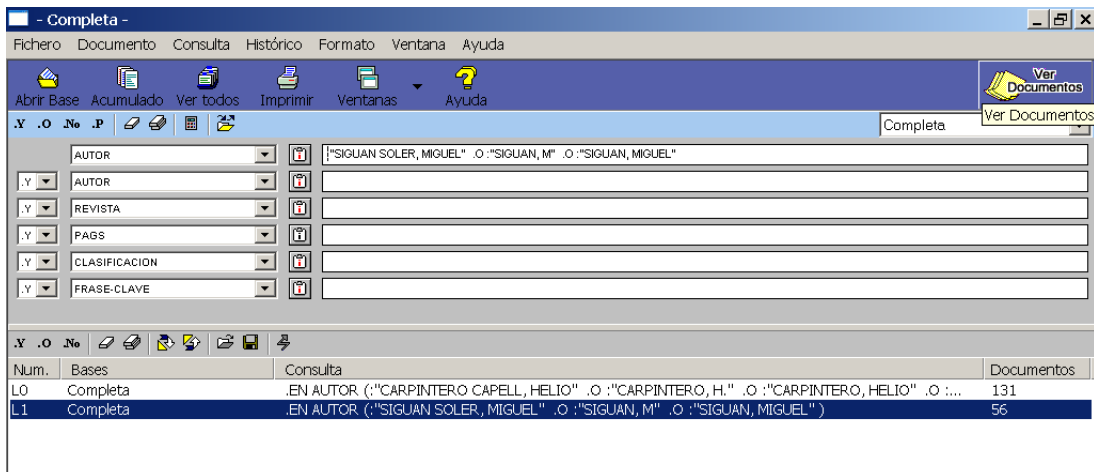 - Completa -
Fichero Documento Consulta Histórico Formato Ventana Ayuda
Abrir Base Acumulado Ver todos Imprimir Ventanas Ayuda Ver Documentos
.Y .O .No .P Completa Ver Documentos
AUTOR :"SIGUAN SOLER, MIGUEL" .O :"SIGUAN, M" .O :"SIGUAN, MIGUEL"
.Y AUTOR
.Y REVISTA
.Y PAGS
.Y CLASIFICACION
.Y FRASE-CLAVE
.Y .O .No
Num. Bases Consulta Documentos
L0 Completa .EN AUTOR (:"CARPINTERO CAPELL, HELIO" .O :"CARPINTERO, H." .O :"CARPINTERO, HELIO" .O :... 131
L1 Completa .EN AUTOR (:"SIGUAN SOLER, MIGUEL" .O :"SIGUAN, M" .O :"SIGUAN, MIGUEL" ) 56